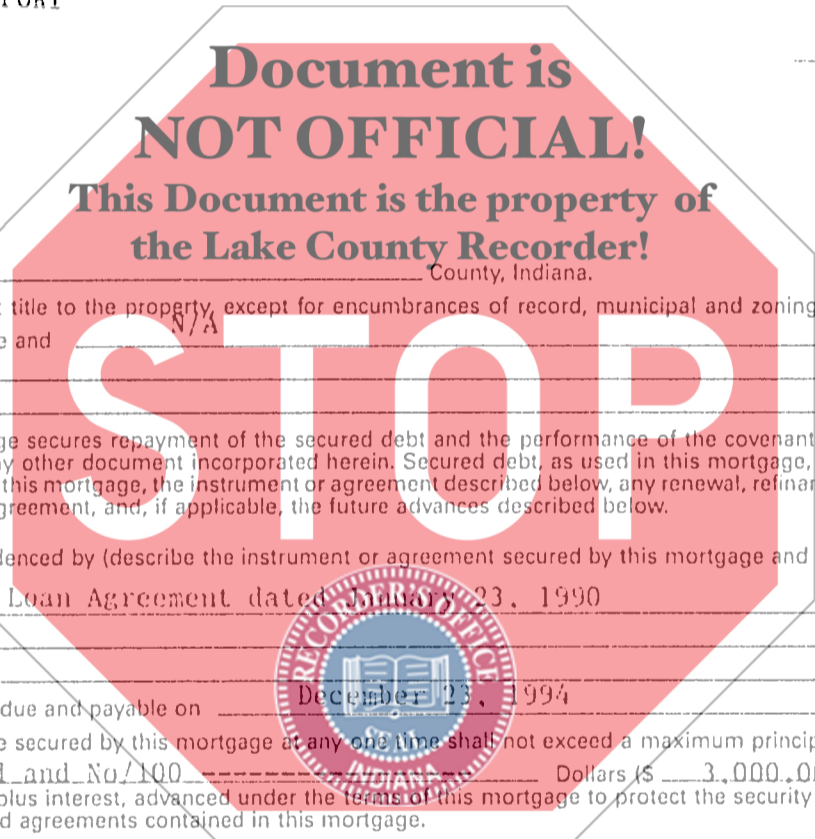 PORT
Document is
NOT OFFICIAL!
This Document is the property of
the Lake County Recorder!
County, Indiana.
title to the property, except for encumbrances of record, municipal and zoning
N/A
e and
STOP
ge secures repayment of the secured debt and the performance of the covenant
y other document incorporated herein. Secured debt, as used in this mortgage,
this mortgage, the instrument or agreement described below, any renewal, refinan
greement, and, if applicable, the future advances described below.
denced by (describe the instrument or agreement secured by this mortgage and
Loan Agreement dated January 23, 1990
RECORDER'S OFFICE
SEAL
INDIANA
December 23, 1994
due and payable on
e secured by this mortgage at any one time shall not exceed a maximum princip
d and No/100 ---------------------- Dollars ($ 3,000.0
plus interest, advanced under the terms of this mortgage to protect the security
d agreements contained in this mortgage.